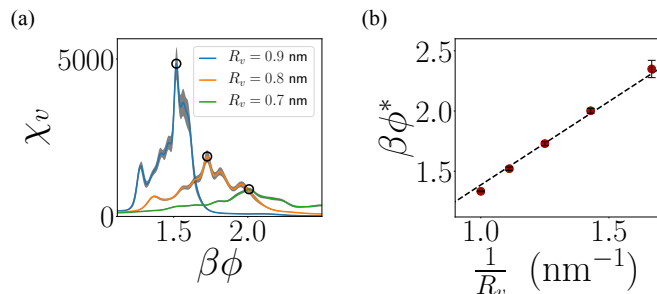 (a)
5000
0
χ_v
R_v = 0.9 nm
R_v = 0.8 nm
R_v = 0.7 nm
1.5 2.0
βϕ
(b)
2.5
2.0
1.5
βϕ*
1.0 1.5
1/R_v (nm⁻¹)